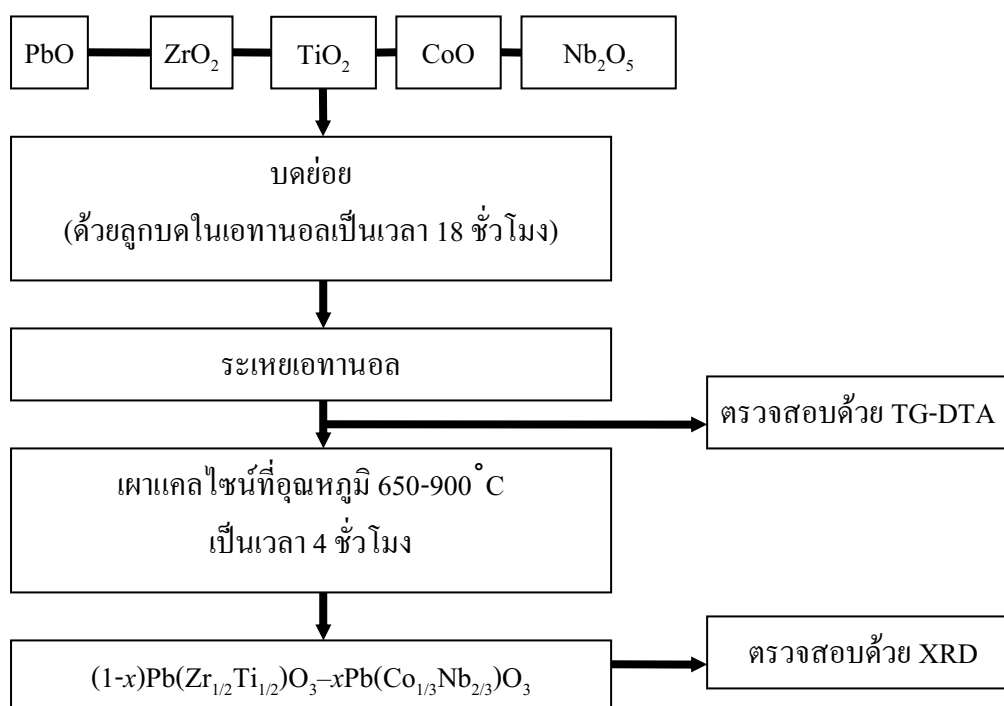 PbO
ZrO₂
TiO₂
CoO
Nb₂O₅
บดย่อย
(ด้วยลูกบดในเอทานอลเป็นเวลา 18 ชั่วโมง)
ระเหยเอทานอล
ตรวจสอบด้วย TG-DTA
เผาแคลไซน์ที่อุณหภูมิ 650-900˚C
เป็นเวลา 4 ชั่วโมง
(1-x)Pb(Zr₁/₂Ti₁/₂)O₃–xPb(Co₁/₃Nb₂/₃)O₃
ตรวจสอบด้วย XRD